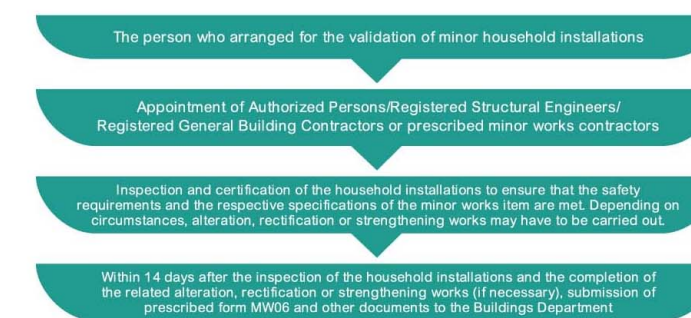 The person who arranged for the validation of minor household installations
Appointment of Authorized Persons/Registered Structural Engineers/
Registered General Building Contractors or prescribed minor works contractors
Inspection and certification of the household installations to ensure that the safety
requirements and the respective specifications of the minor works item are met. Depending on
circumstances, alteration, rectification or strengthening works may have to be carried out.
Within 14 days after the inspection of the household installations and the completion of
the related alteration, rectification or strengthening works (if necessary), submission of
prescribed form MW06 and other documents to the Buildings Department